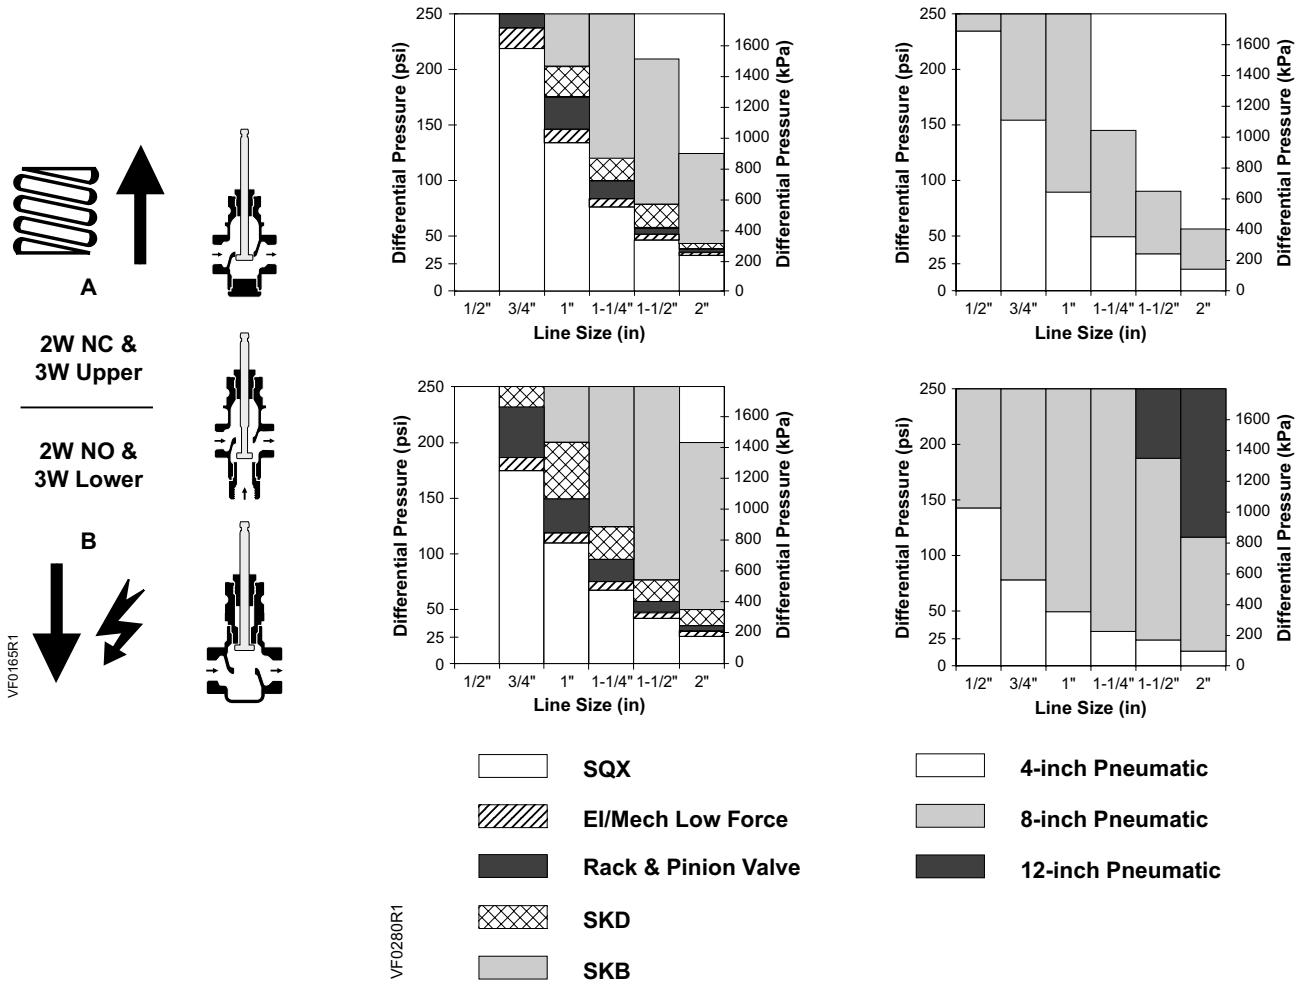 A
2W NC &
3W Upper
2W NO &
3W Lower
B
VF0165R1
Differential Pressure (psi)
250
200
150
100
50
25
0
1/2" 3/4" 1" 1-1/4" 1-1/2" 2"
Line Size (in)
1600
1400
1200
1000
800
600
400
200
0
Differential Pressure (kPa)
Differential Pressure (psi)
250
200
150
100
50
25
0
1/2" 3/4" 1" 1-1/4" 1-1/2" 2"
Line Size (in)
1600
1400
1200
1000
800
600
400
200
0
Differential Pressure (kPa)
Differential Pressure (psi)
250
200
150
100
50
25
0
1/2" 3/4" 1" 1-1/4" 1-1/2" 2"
Line Size (in)
1600
1400
1200
1000
800
600
400
200
0
Differential Pressure (kPa)
Differential Pressure (psi)
250
200
150
100
50
25
0
1/2" 3/4" 1" 1-1/4" 1-1/2" 2"
Line Size (in)
1600
1400
1200
1000
800
600
400
200
0
Differential Pressure (kPa)
SQX
El/Mech Low Force
Rack & Pinion Valve
SKD
SKB
4-inch Pneumatic
8-inch Pneumatic
12-inch Pneumatic
VF0280R1